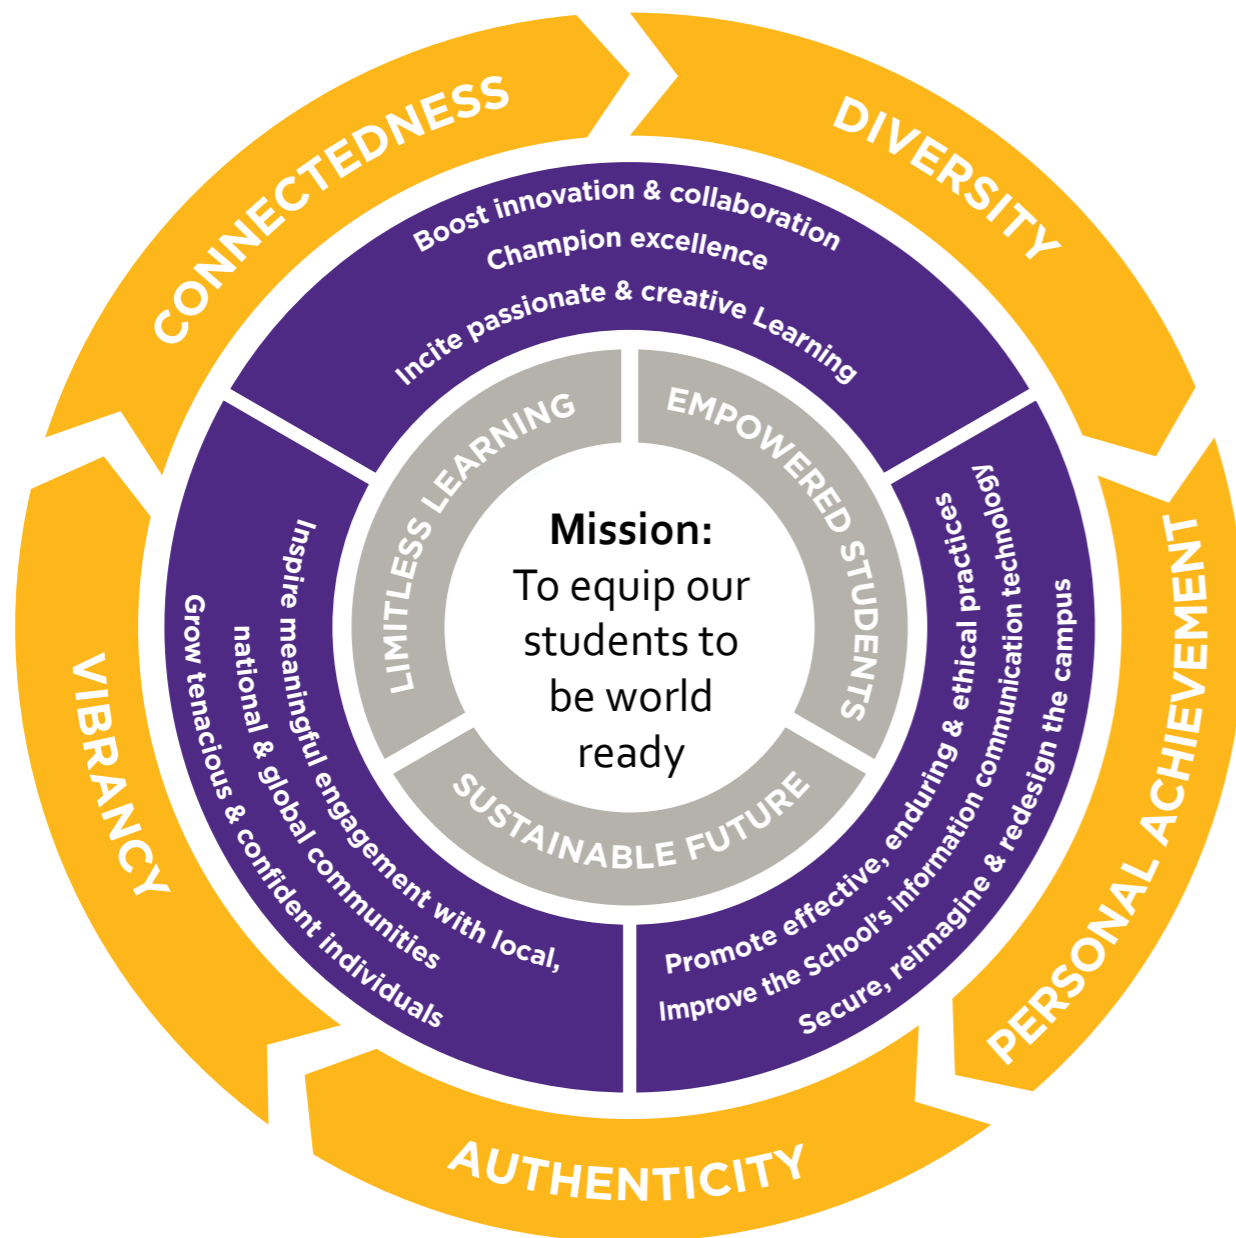 CONNECTEDNESS
DIVERSITY
PERSONAL ACHIEVEMENT
AUTHENTICITY
VIBRANCY
Boost innovation & collaboration
Champion excellence
Incite passionate & creative Learning
Promote effective, enduring & ethical practices
Improve the School's information communication technology
Secure, reimagine & redesign the campus
Inspire meaningful engagement with local,
national & global communities
Grow tenacious & confident individuals
LIMITLESS LEARNING
EMPOWERED STUDENTS
SUSTAINABLE FUTURE
Mission:
To equip our
students to
be world
ready